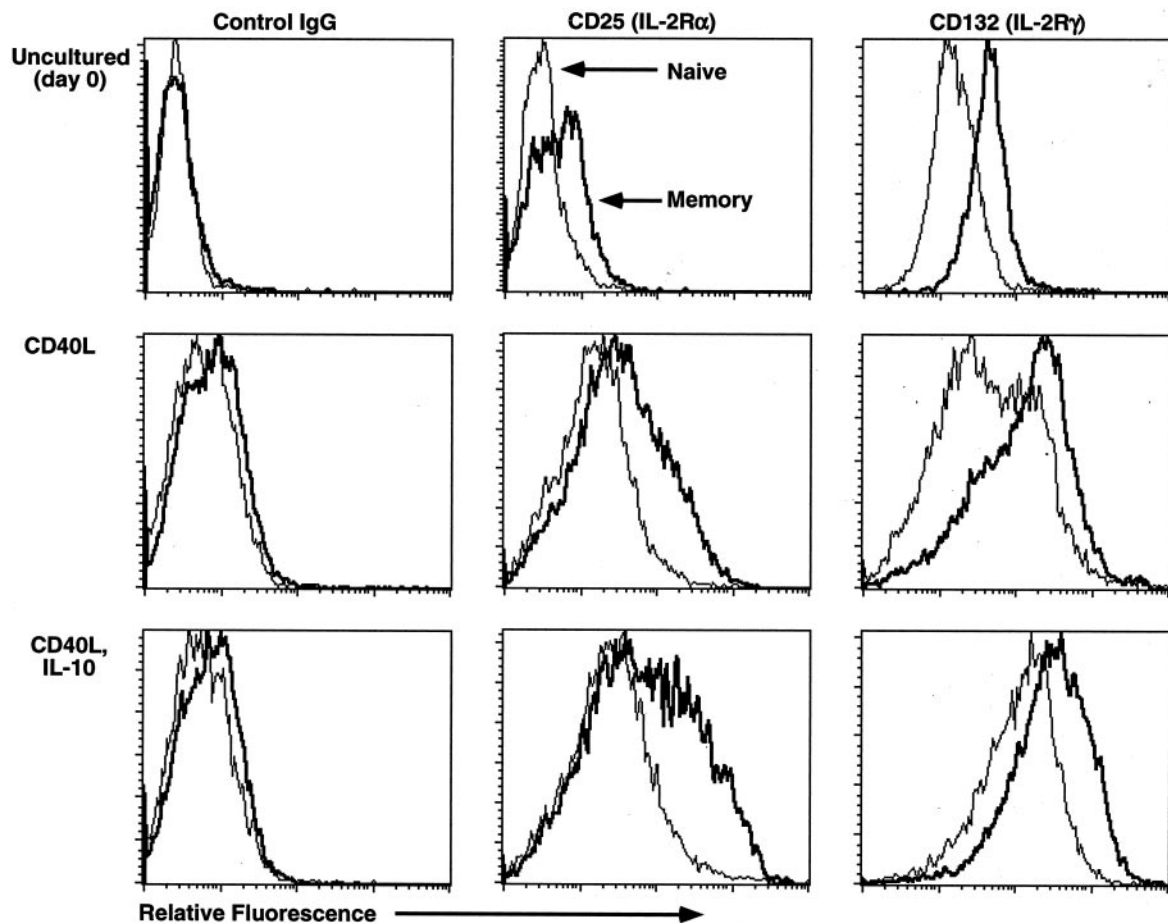 Control IgG
CD25 (IL-2Rα)
CD132 (IL-2Rγ)
Uncultured
(day 0)
Naive
Memory
CD40L
CD40L,
IL-10
Relative Fluorescence